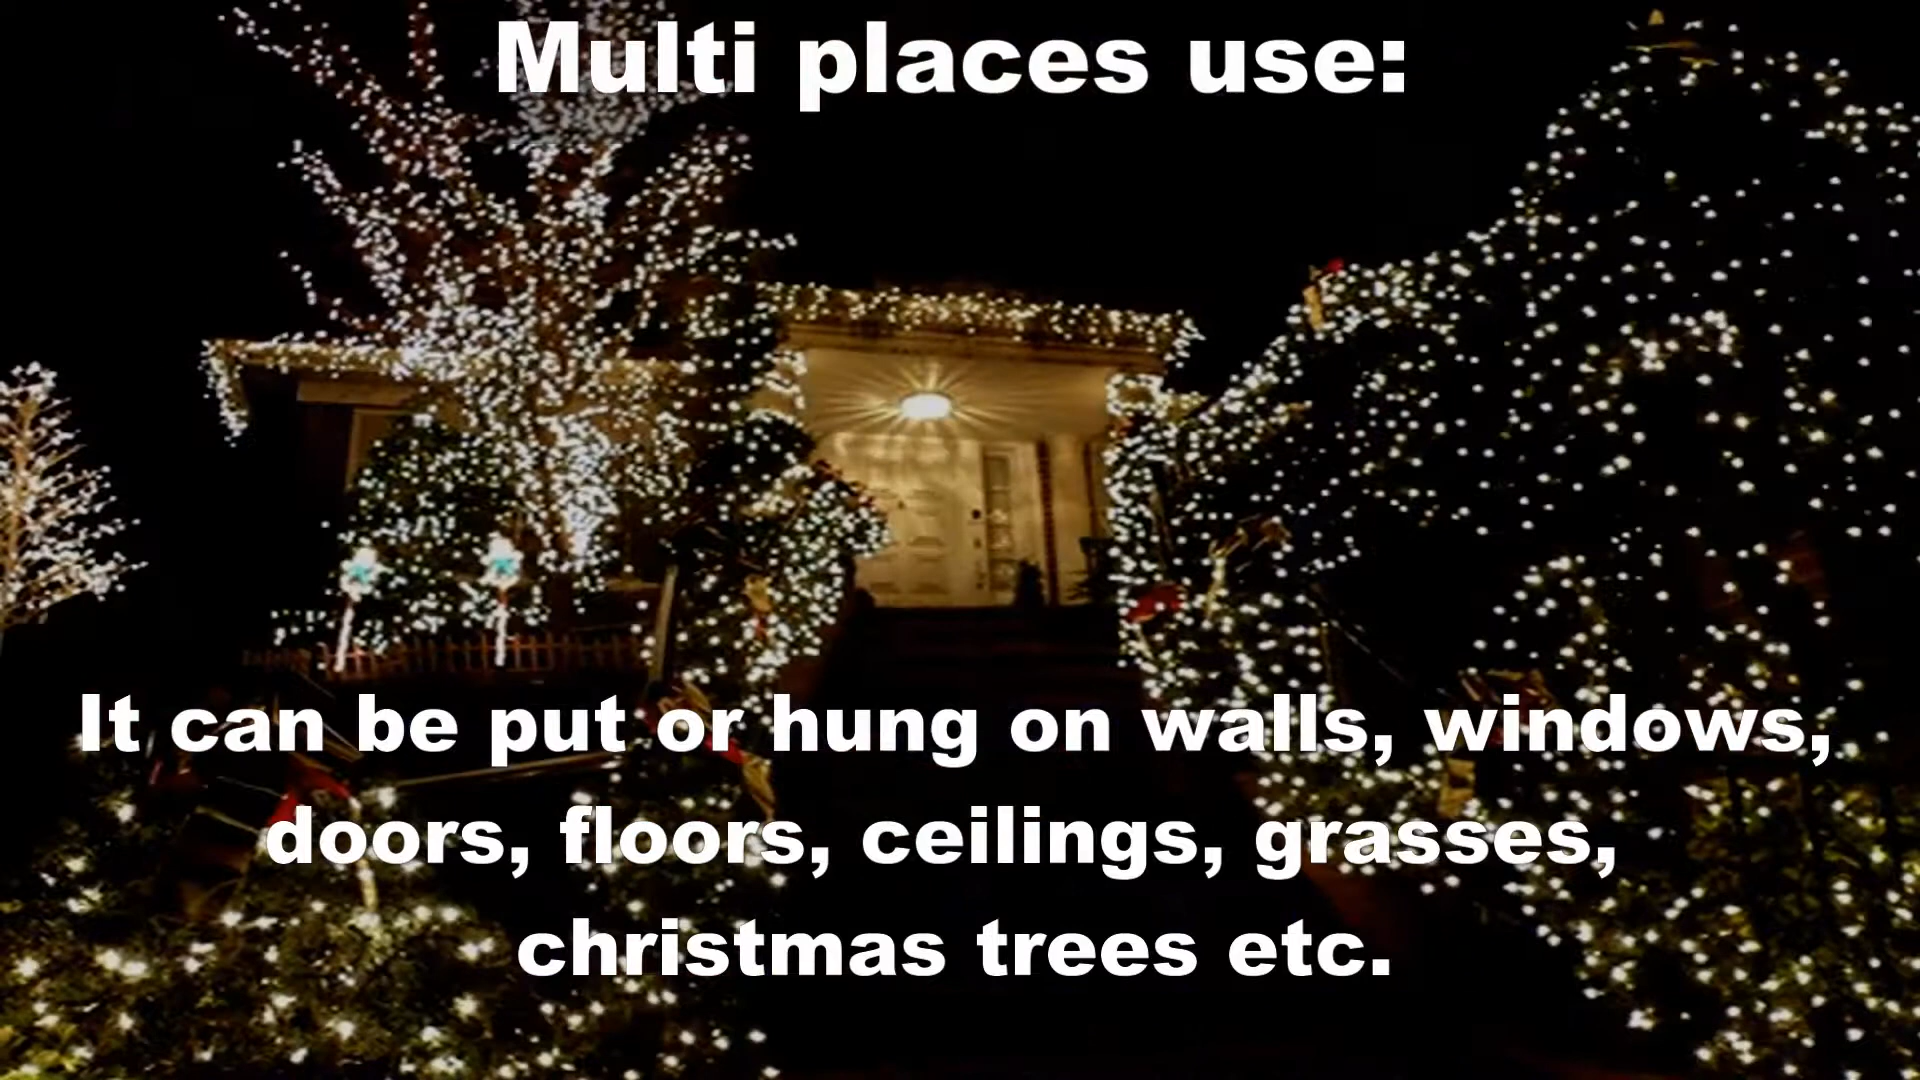 Multi places use:
It can be put or hung on walls, windows,
doors, floors, ceilings, grasses,
christmas trees etc.